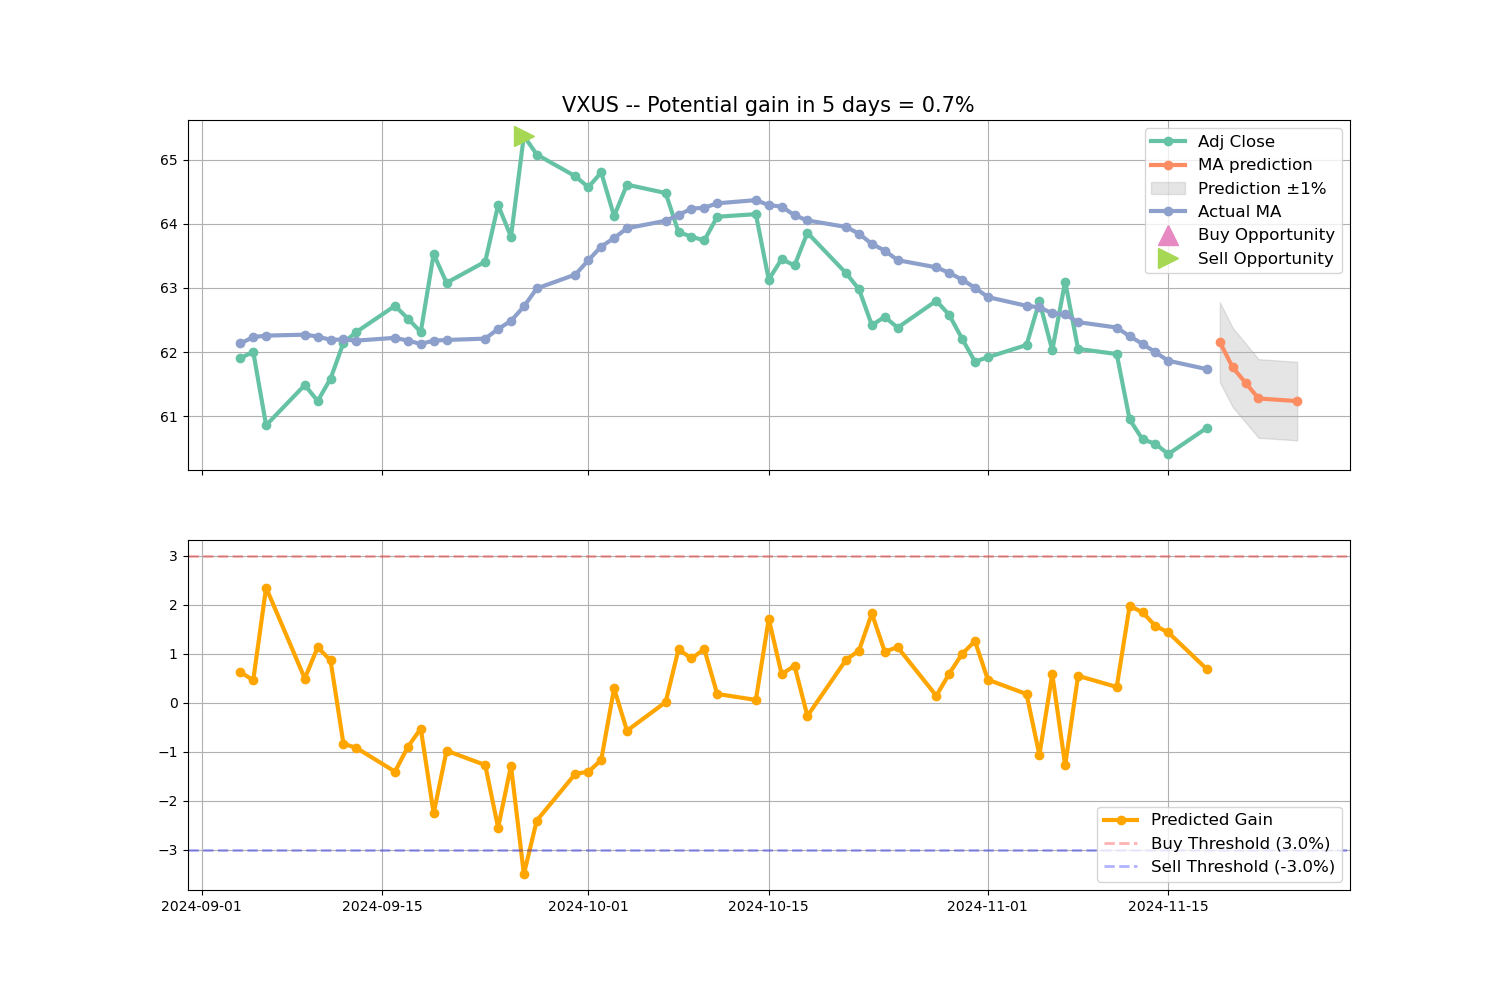 VXUS -- Potential gain in 5 days = 0.7%
65
64
63
62
61
Adj Close
MA prediction
Prediction ±1%
Actual MA
Buy Opportunity
Sell Opportunity
3
2
1
0
−1
−2
−3
Predicted Gain
Buy Threshold (3.0%)
Sell Threshold (-3.0%)
2024-09-01
2024-09-15
2024-10-01
2024-10-15
2024-11-01
2024-11-15